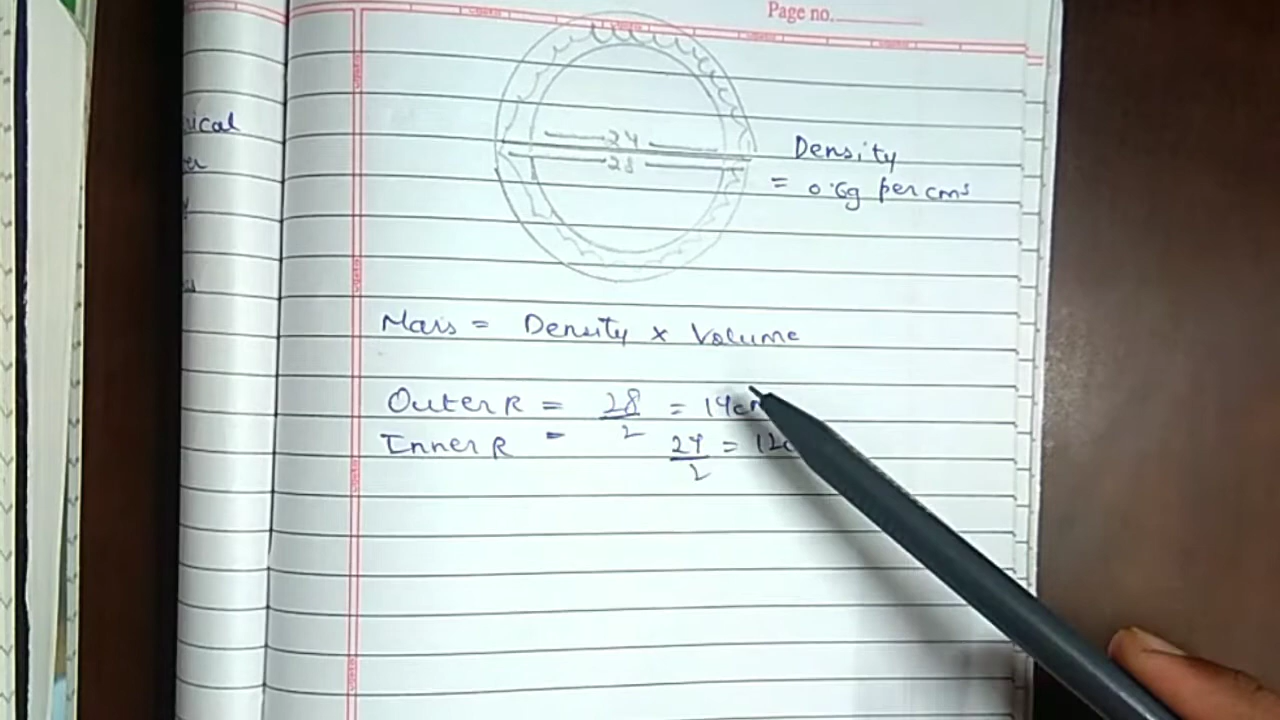 Page no.
ucal
24
28
Density
= 0.6g per cm3
Mass = Density x Volume
Outer R = 28/2 = 14cm
Inner R = 24/2 = 12c